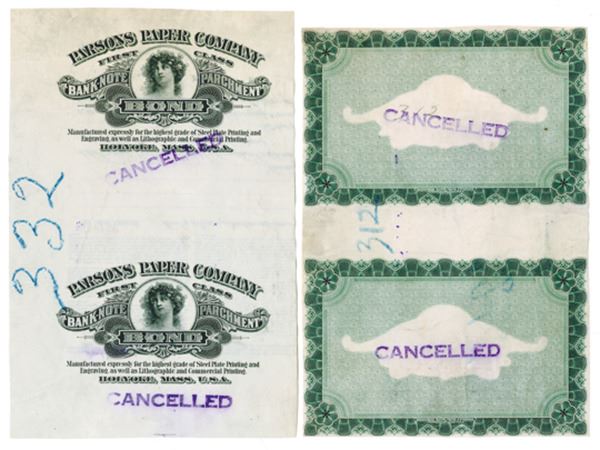 PARSONS PAPER COMPANY
FIRST CLASS
BANK-NOTE PARCHMENT
BOND
Manufactured expressly for the highest grade of Steel Plate Printing and
Engraving, as well as Lithographic and Commercial Printing.
HOLYOKE, MASS., U.S.A.
CANCELLED
332
PARSONS PAPER COMPANY
FIRST CLASS
BANK-NOTE PARCHMENT
BOND
Manufactured expressly for the highest grade of Steel Plate Printing and
Engraving, as well as Lithographic and Commercial Printing.
HOLYOKE, MASS., U.S.A.
CANCELLED
312
CANCELLED
312
CANCELLED